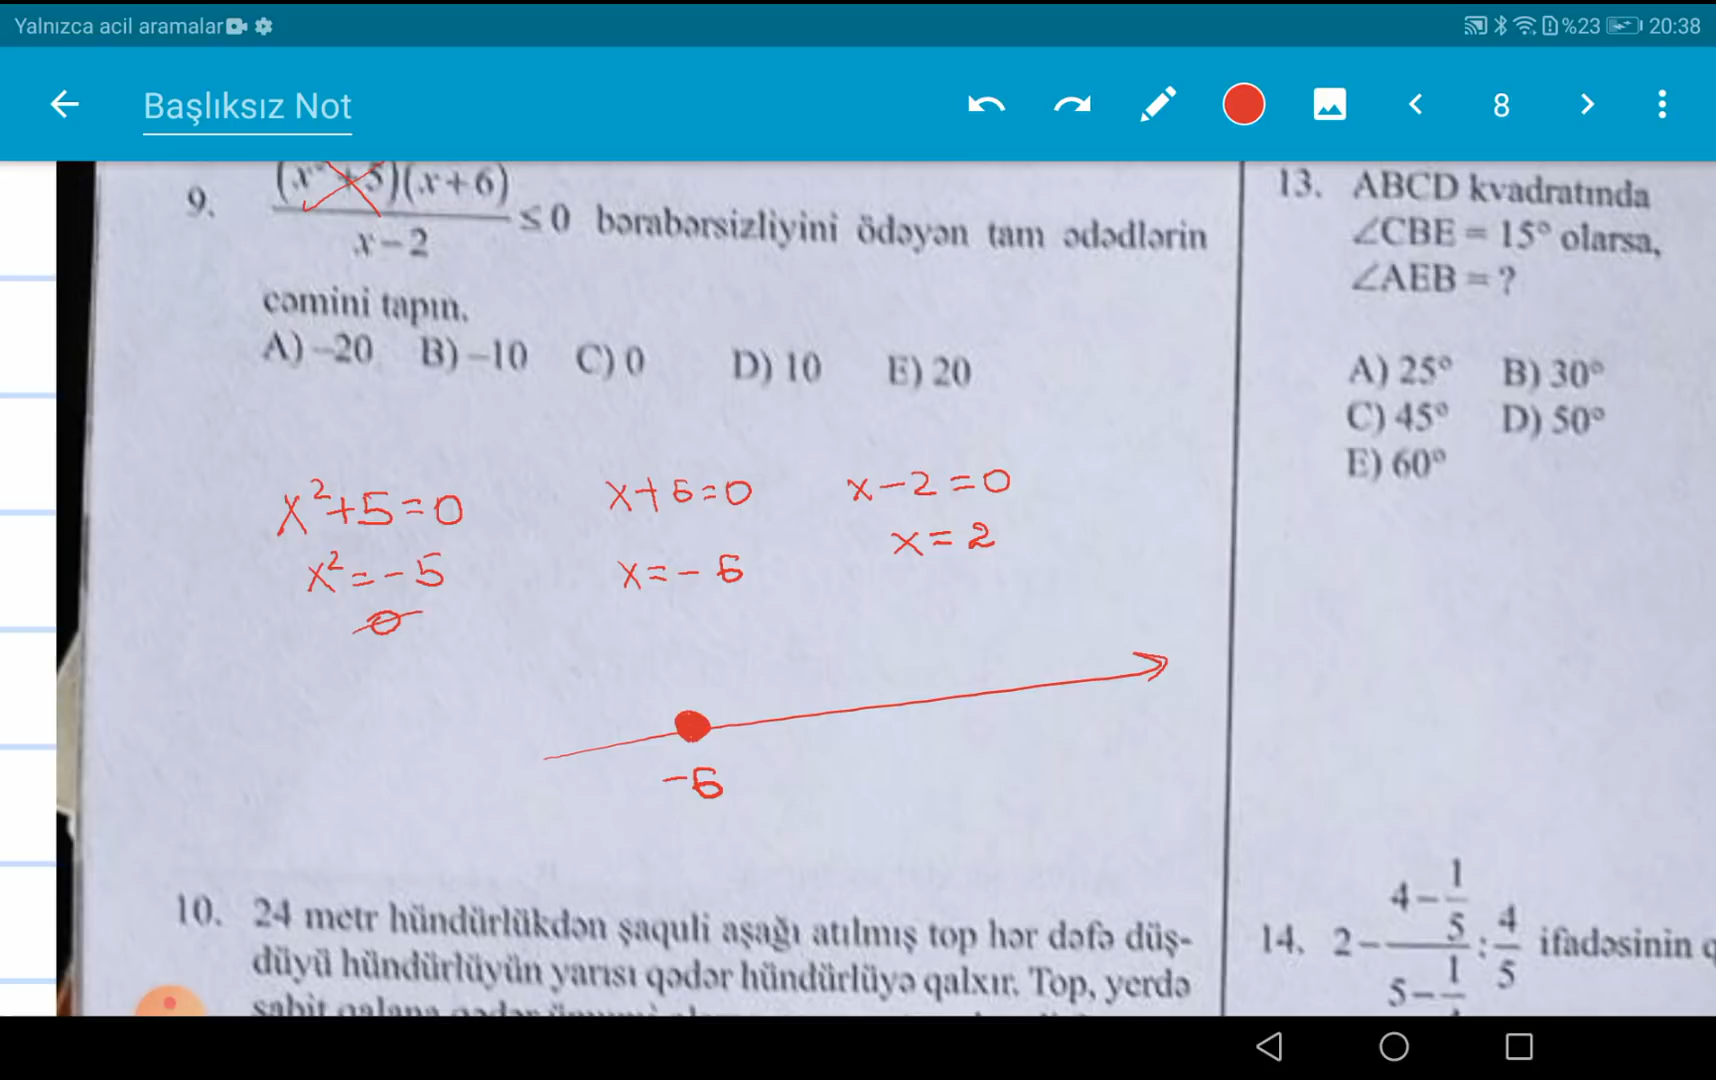 Yalnızca acil aramalar
%23 20:38
Başlıksız Not
8
9. (x² + 5)(x + 6) / x − 2 ≤ 0 bərabərsizliyini ödəyən tam ədədlərin
cəmini tapın.
A) −20 B) −10 C) 0 D) 10 E) 20
x²+5=0 x+6=0 x−2=0
x²=−5 x=−6 x=2
∅
−6
10. 24 metr hündürlükdən şaquli aşağı atılmış top hər dəfə düş-
düyü hündürlüyün yarısı qədər hündürlüyə qalxır. Top, yerdə
13. ABCD kvadratında
∠CBE = 15° olarsa,
∠AEB = ?
A) 25° B) 30°
C) 45° D) 50°
E) 60°
14. 2 − (4 − 1/5) / (5 − 1/ : 4/5 ifadəsinin